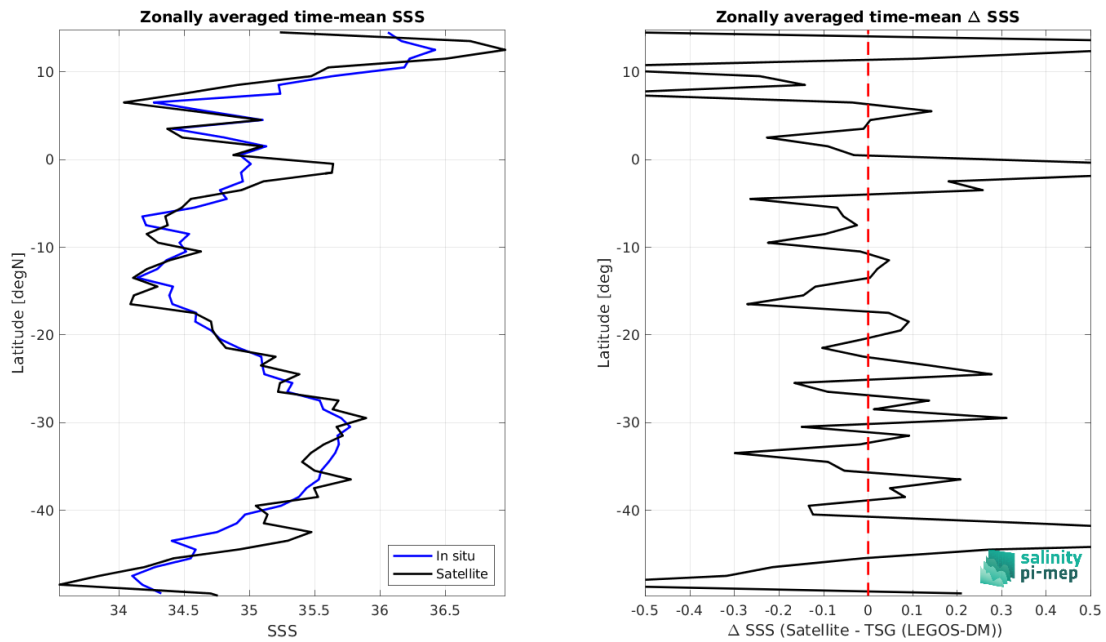 Zonally averaged time-mean SSS
10
0
-10
-20
-30
-40
Latitude [degN]
34
34.5
35
35.5
36
36.5
SSS
In situ
Satellite
Zonally averaged time-mean Δ SSS
10
0
-10
-20
-30
-40
Latitude [deg]
-0.5
-0.4
-0.3
-0.2
-0.1
0
0.1
0.2
0.3
0.4
0.5
Δ SSS (Satellite - TSG (LEGOS-DM))
salinity
pi-mep